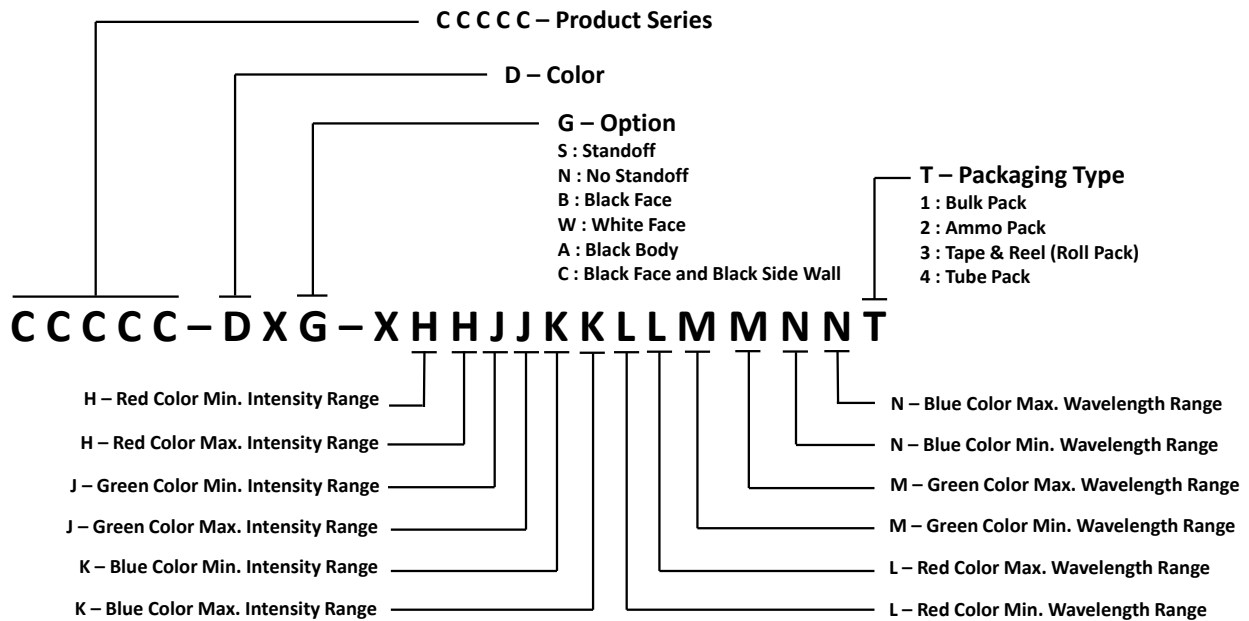 C C C C C – Product Series
D – Color
G – Option
S : Standoff
N : No Standoff
B : Black Face
W : White Face
A : Black Body
C : Black Face and Black Side Wall
T – Packaging Type
1 : Bulk Pack
2 : Ammo Pack
3 : Tape & Reel (Roll Pack)
4 : Tube Pack
C C C C C – D X G – X H H J J K K L L M M N N T
H – Red Color Min. Intensity Range
H – Red Color Max. Intensity Range
J – Green Color Min. Intensity Range
J – Green Color Max. Intensity Range
K – Blue Color Min. Intensity Range
K – Blue Color Max. Intensity Range
N – Blue Color Max. Wavelength Range
N – Blue Color Min. Wavelength Range
M – Green Color Max. Wavelength Range
M – Green Color Min. Wavelength Range
L – Red Color Max. Wavelength Range
L – Red Color Min. Wavelength Range